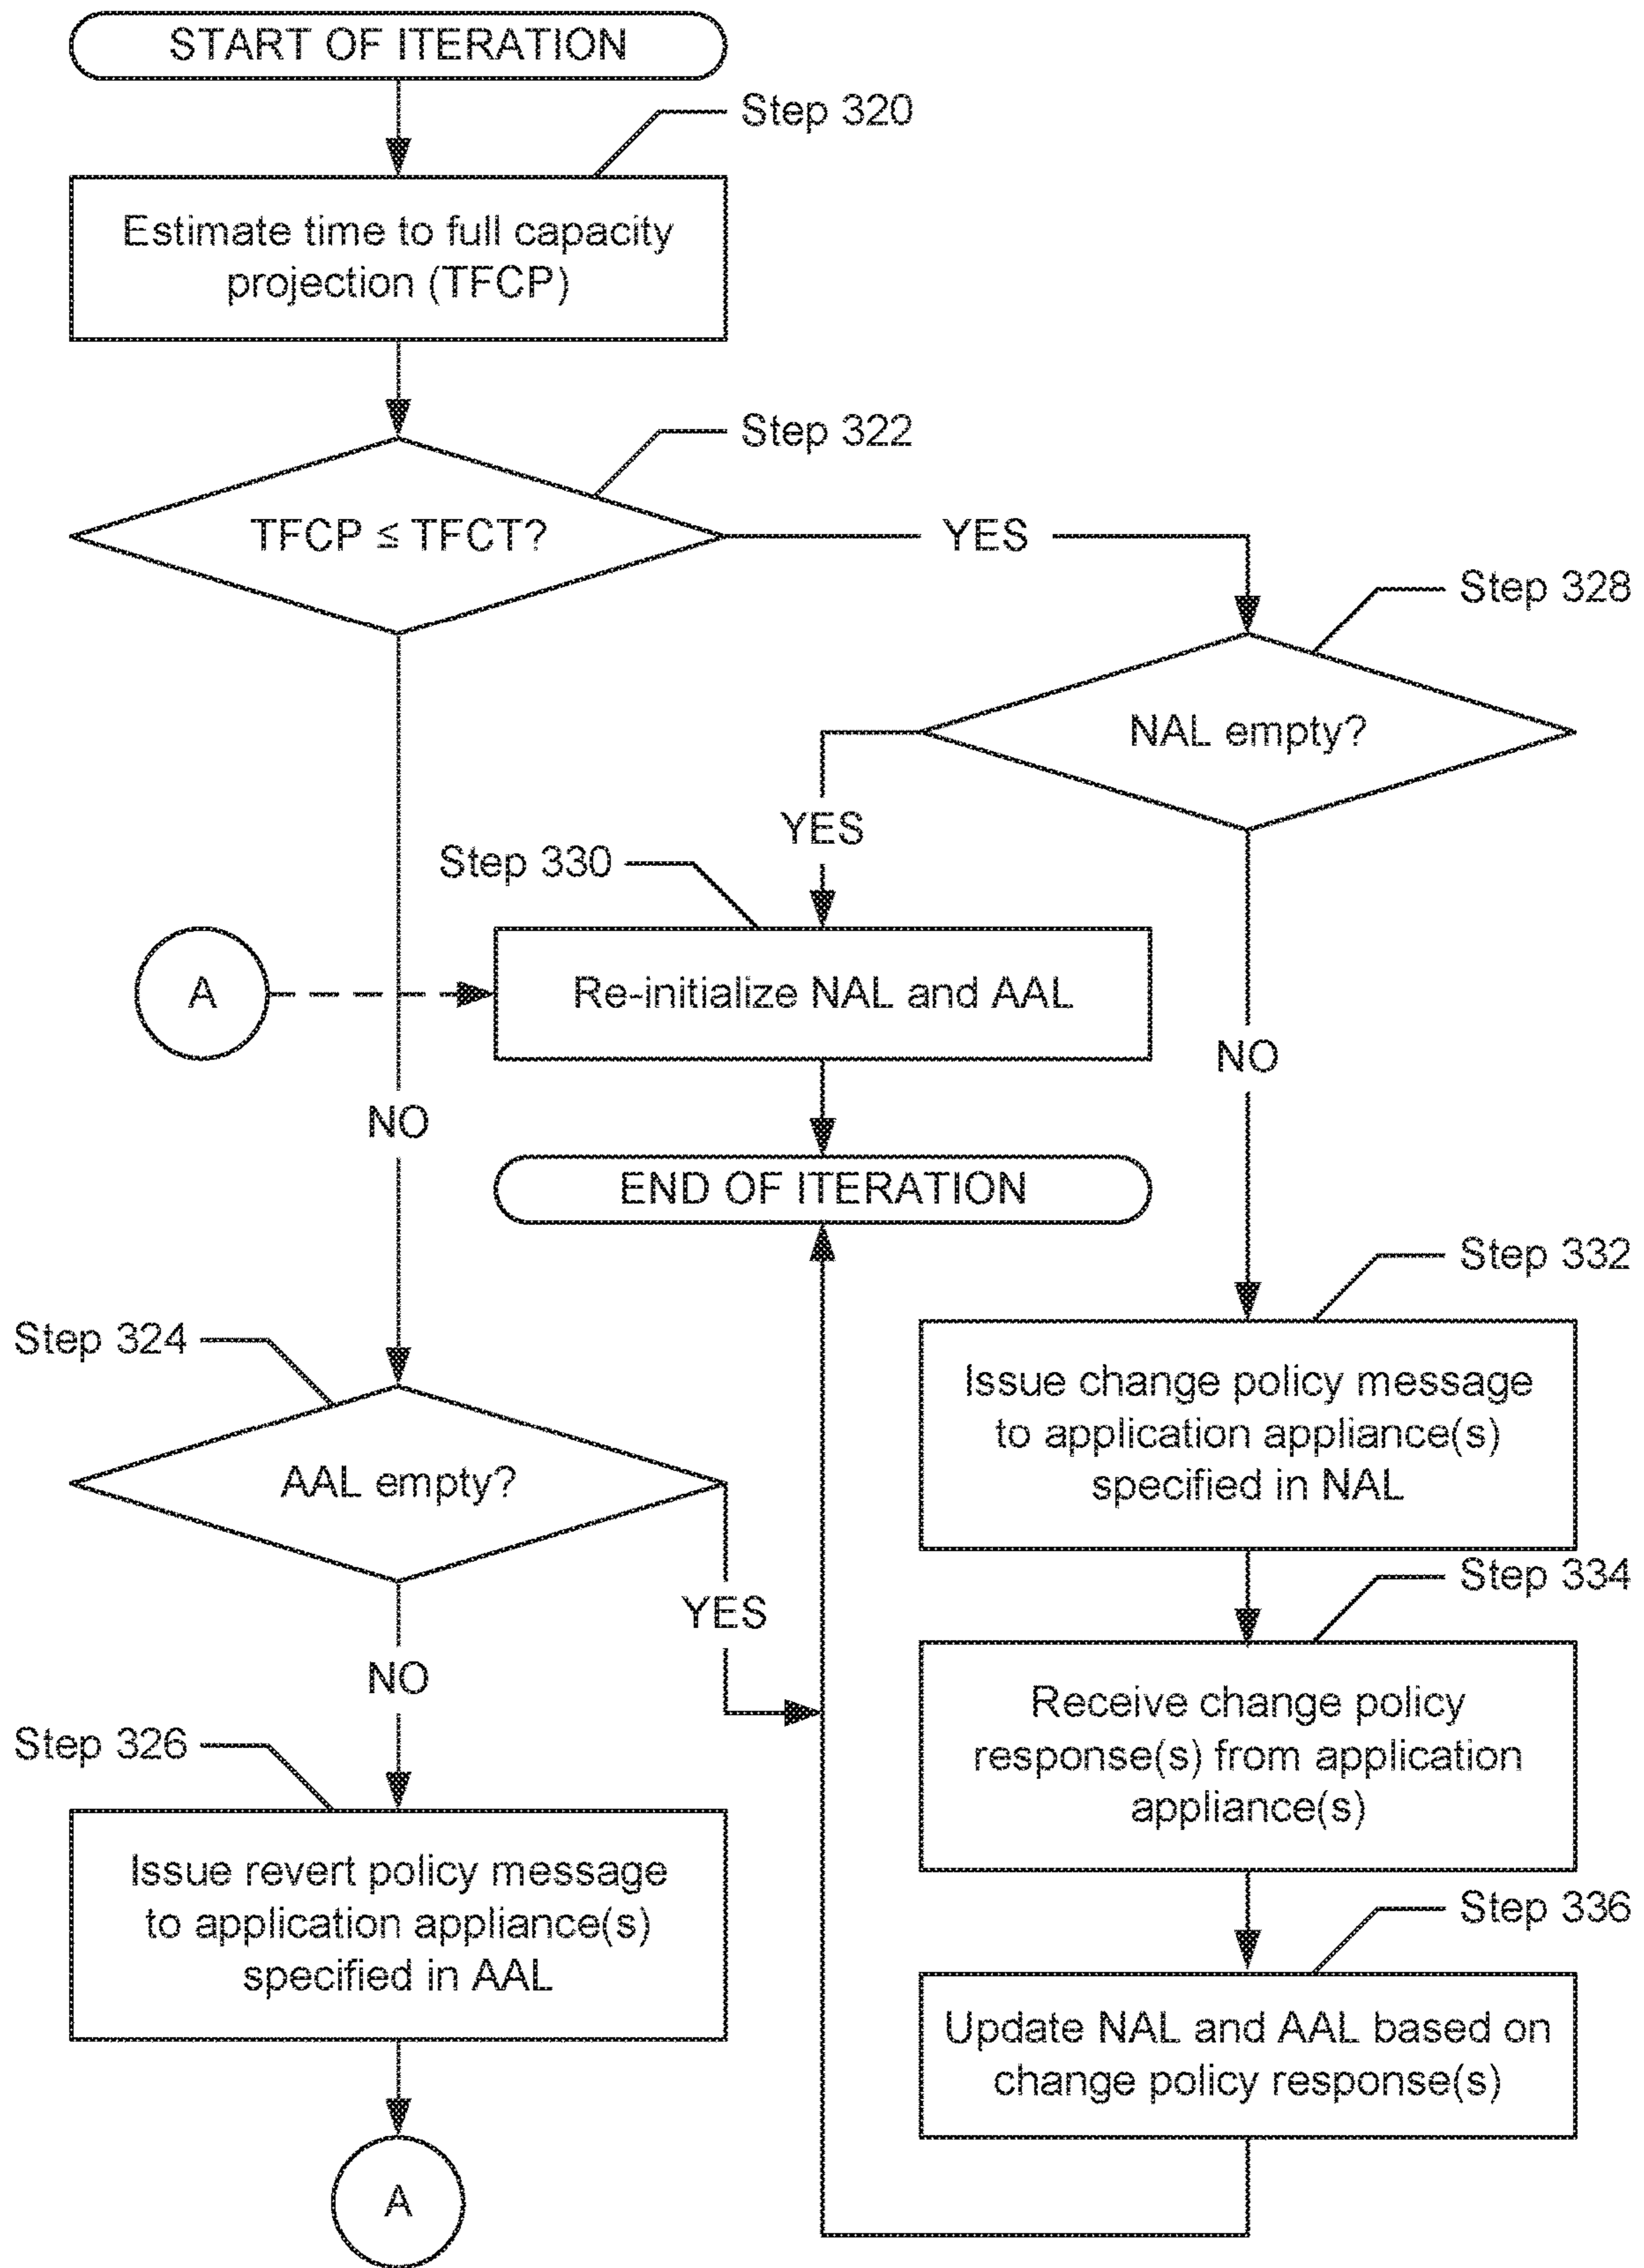 START OF ITERATION
Step 320
Estimate time to full capacity
projection (TFCP)
Step 322
TFCP ≤ TFCT?
YES
Step 328
NAL empty?
YES
Step 330
A
Re-initialize NAL and AAL
NO
NO
END OF ITERATION
Step 332
Issue change policy message
to application appliance(s)
specified in NAL
Step 324
AAL empty?
YES
NO
Step 334
Receive change policy
response(s) from application
appliance(s)
Step 326
Issue revert policy message
to application appliance(s)
specified in AAL
Step 336
Update NAL and AAL based on
change policy response(s)
A